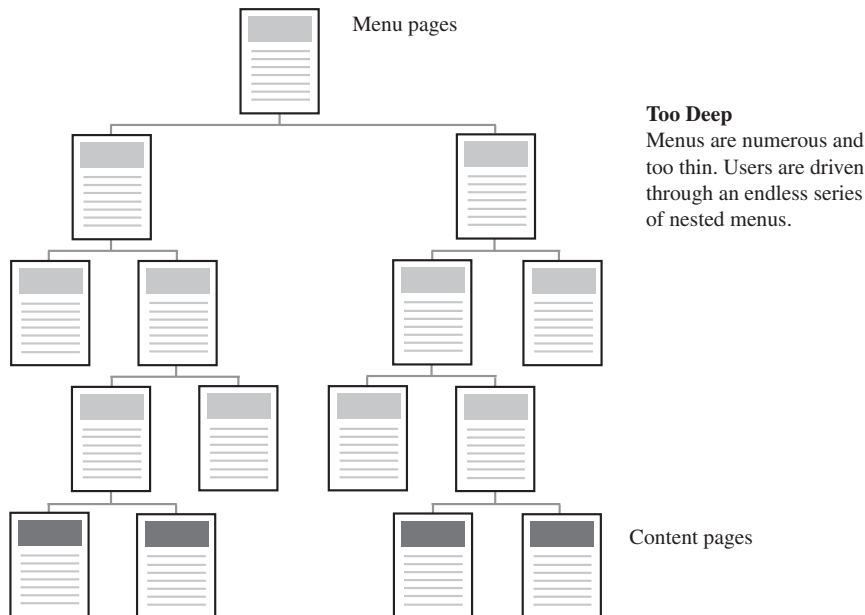 Menu pages
Too Deep
Menus are numerous and
too thin. Users are driven
through an endless series
of nested menus.
Content pages